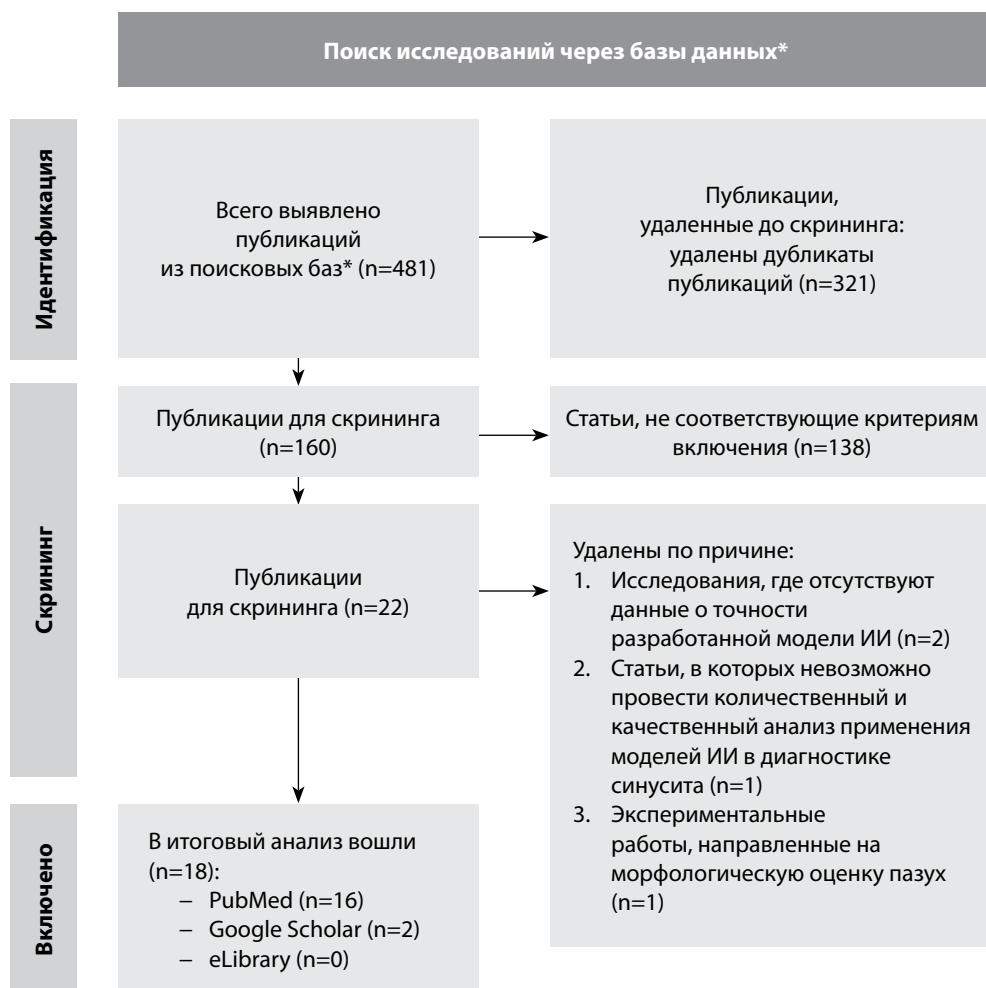 Поиск исследований через базы данных*
Идентификация
Всего выявлено
публикаций
из поисковых баз* (n=481)
Публикации,
удаленные до скрининга:
удалены дубликаты
публикаций (n=321)
Скрининг
Публикации для скрининга
(n=160)
Статьи, не соответствующие критериям
включения (n=138)
Публикации
для скрининга (n=22)
Удалены по причине:
1. Исследования, где отсутствуют
данные о точности
разработанной модели ИИ (n=2)
2. Статьи, в которых невозможно
провести количественный и
качественный анализ применения
моделей ИИ в диагностике
синусита (n=1)
3. Экспериментальные
работы, направленные на
морфологическую оценку пазух
(n=1)
Включено
В итоговый анализ вошли
(n=18):
– PubMed (n=16)
– Google Scholar (n=2)
– eLibrary (n=0)